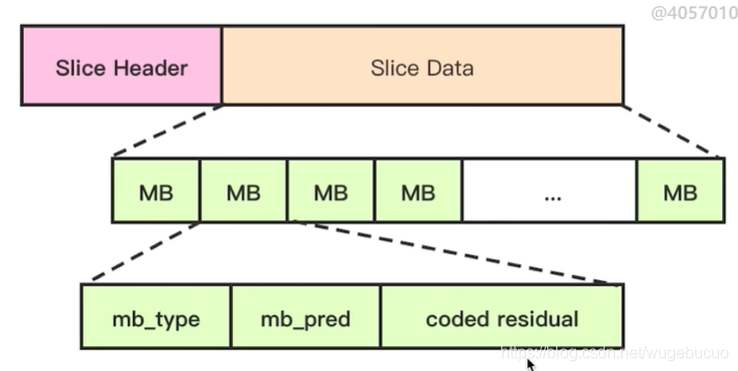 @4057010
Slice Header Slice Data
MB MB MB MB ... MB
mb_type mb_pred coded residual
https://blog.csdn.net/wugebucuo